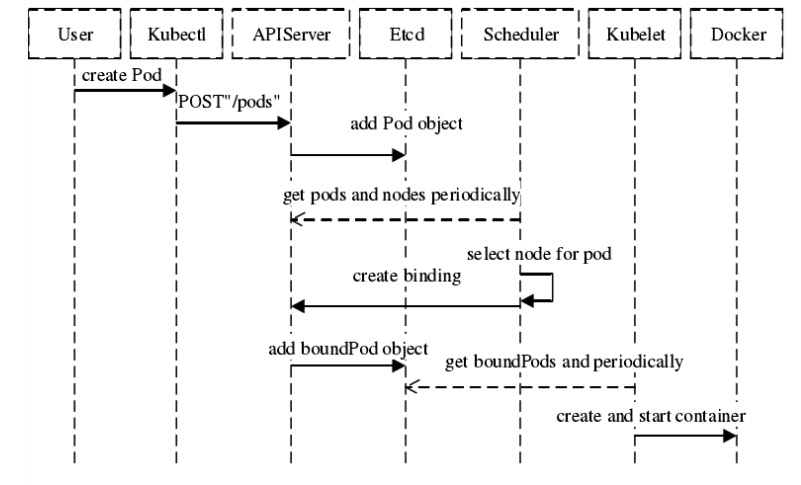 User
Kubectl
APIServer
Etcd
Scheduler
Kubelet
Docker
create Pod
POST"/pods"
add Pod object
get pods and nodes periodically
select node for pod
create binding
add boundPod object
get boundPods and periodically
create and start container